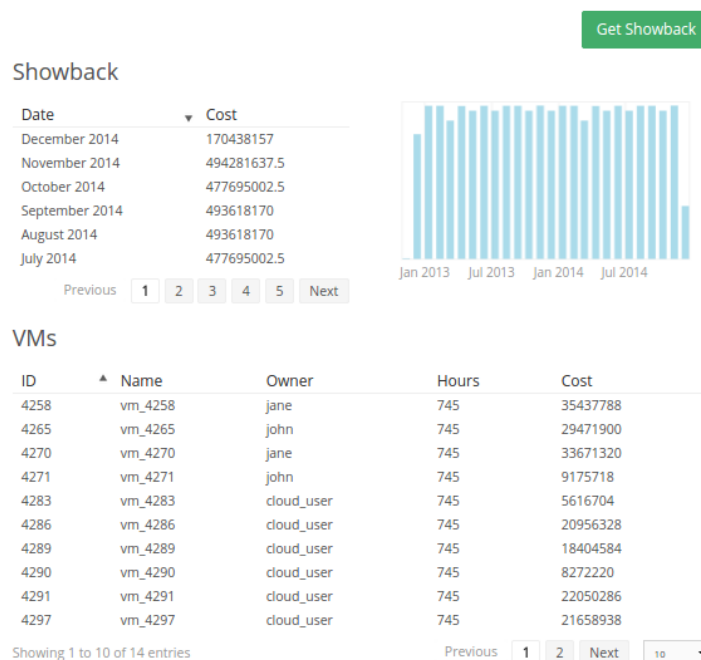 Get Showback
Showback
Date ▼ Cost
December 2014 170438157
November 2014 494281637.5
October 2014 477695002.5
September 2014 493618170
August 2014 493618170
July 2014 477695002.5
Previous 1 2 3 4 5 Next
Jan 2013 Jul 2013 Jan 2014 Jul 2014
VMs
ID ▲ Name Owner Hours Cost
4258 vm_4258 jane 745 35437788
4265 vm_4265 john 745 29471900
4270 vm_4270 jane 745 33671320
4271 vm_4271 john 745 9175718
4283 vm_4283 cloud_user 745 5616704
4286 vm_4286 cloud_user 745 20956328
4289 vm_4289 cloud_user 745 18404584
4290 vm_4290 cloud_user 745 8272220
4291 vm_4291 cloud_user 745 22050286
4297 vm_4297 cloud_user 745 21658938
Showing 1 to 10 of 14 entries Previous 1 2 Next 10